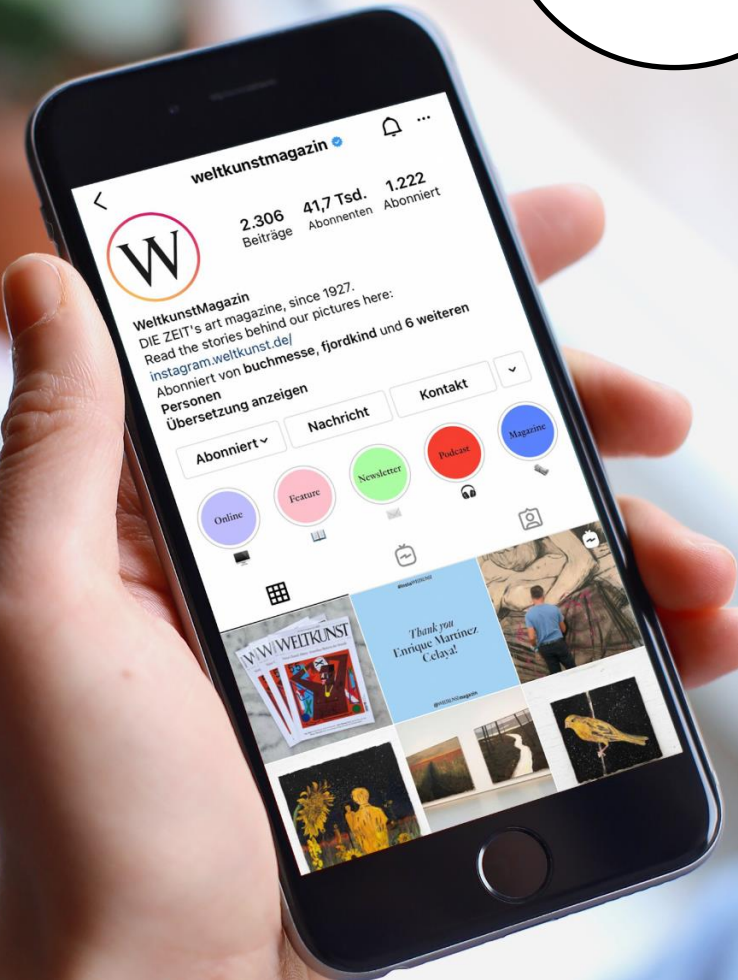 weltkunstmagazin
W
2.306 41,7 Tsd. 1.222
Beiträge Abonnenten Abonniert
WeltkunstMagazin
DIE ZEIT's art magazine, since 1927.
Read the stories behind our pictures here:
instagram.weltkunst.de/
Abonniert von buchmesse, fjordkind und 6 weiteren
Personen
Übersetzung anzeigen
Abonniert Nachricht Kontakt
Online Feature Newsletter Podcast Magazine
WELTKUNST
Thank you
Enrique Martínez
Celaya!
@WELTKUNSTmagazin